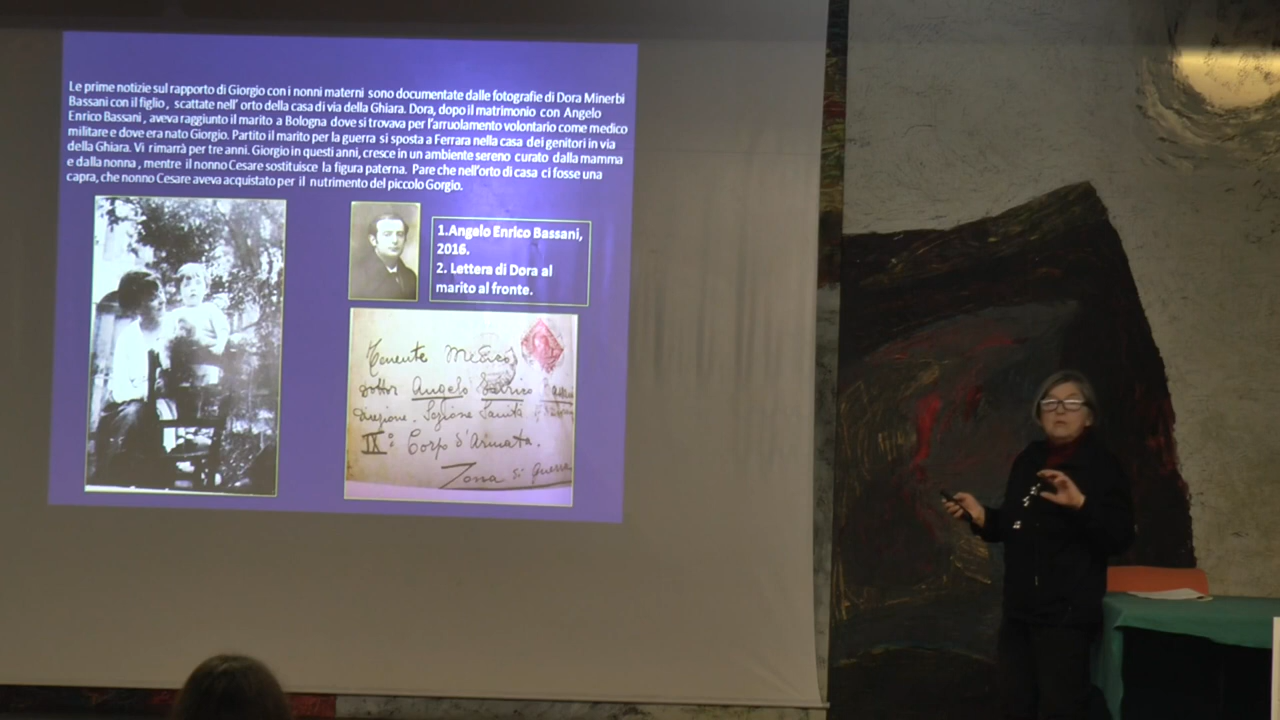 Le prime notizie sul rapporto di Giorgio con i nonni materni sono documentate dalle fotografie di Dora Minerbi
Bassani con il figlio , scattate nell' orto della casa di via della Ghiara. Dora, dopo il matrimonio con Angelo
Enrico Bassani , aveva raggiunto il marito a Bologna dove si trovava per l'arruolamento volontario come medico
militare e dove era nato Giorgio. Partito il marito per la guerra si sposta a Ferrara nella casa dei genitori in via
della Ghiara. Vi rimarrà per tre anni. Giorgio in questi anni, cresce in un ambiente sereno curato dalla mamma
e dalla nonna , mentre il nonno Cesare sostituisce la figura paterna. Pare che nell'orto di casa ci fosse una
capra, che nonno Cesare aveva acquistato per il nutrimento del piccolo Gorgio.
1.Angelo Enrico Bassani,
2016.
2. Lettera di Dora al
marito al fronte.
Tenente Medico
dottor Angelo Enrico
Direzione. Sezione Sanità
IX° Corpo d'Armata.
Zona di guerra